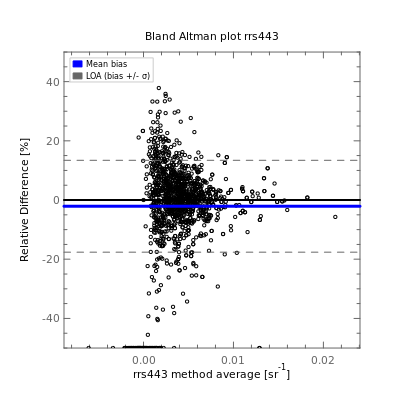 Bland Altman plot rrs443
Mean bias
LOA (bias +/- σ)
Relative Difference [%]
40
20
0
-20
-40
0.00 0.01 0.02
rrs443 method average [sr⁻¹]